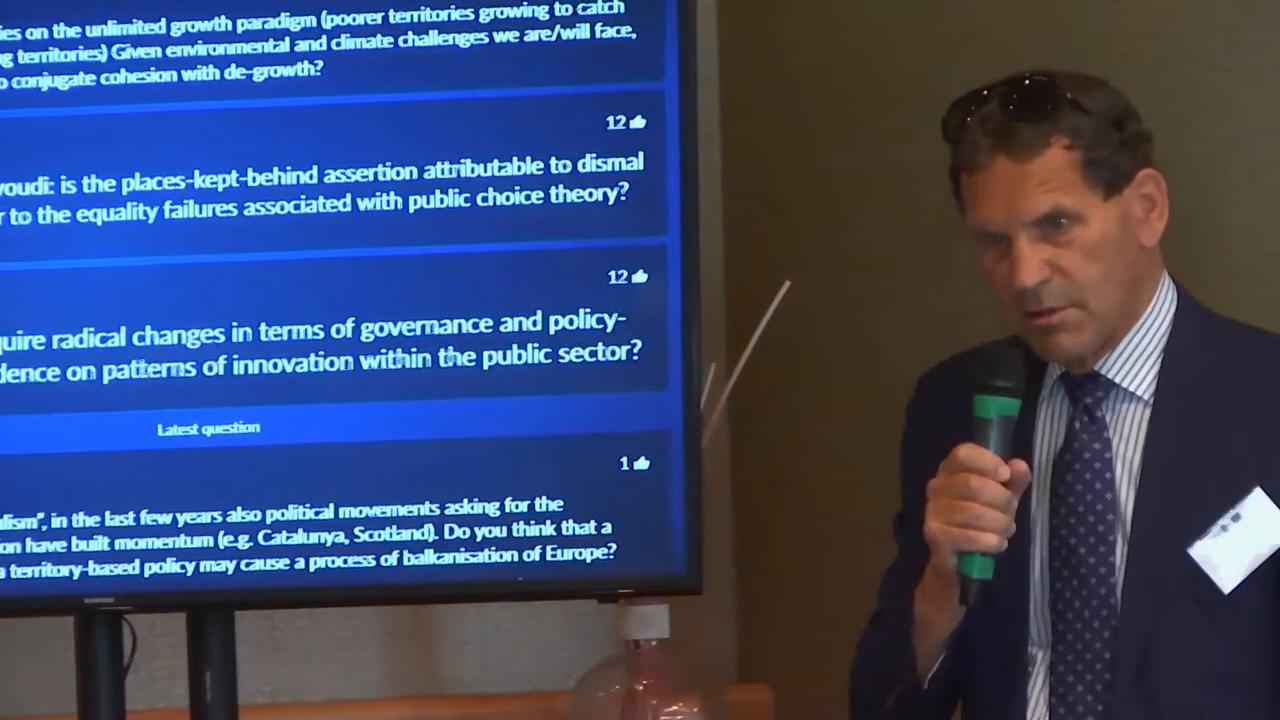 ies on the unlimited growth paradigm (poorer territories growing to catch
g territories) Given environmental and climate challenges we are/will face,
o conjugate cohesion with de-growth?
12
voudi: is the places-kept-behind assertion attributable to dismal
r to the equality failures associated with public choice theory?
12
quire radical changes in terms of governance and policy-
dence on patterns of innovation within the public sector?
Latest question
1
lism", in the last few years also political movements asking for the
on have built momentum (e.g. Catalunya, Scotland). Do you think that a
a territory-based policy may cause a process of balkanisation of Europe?
SAMSUNG